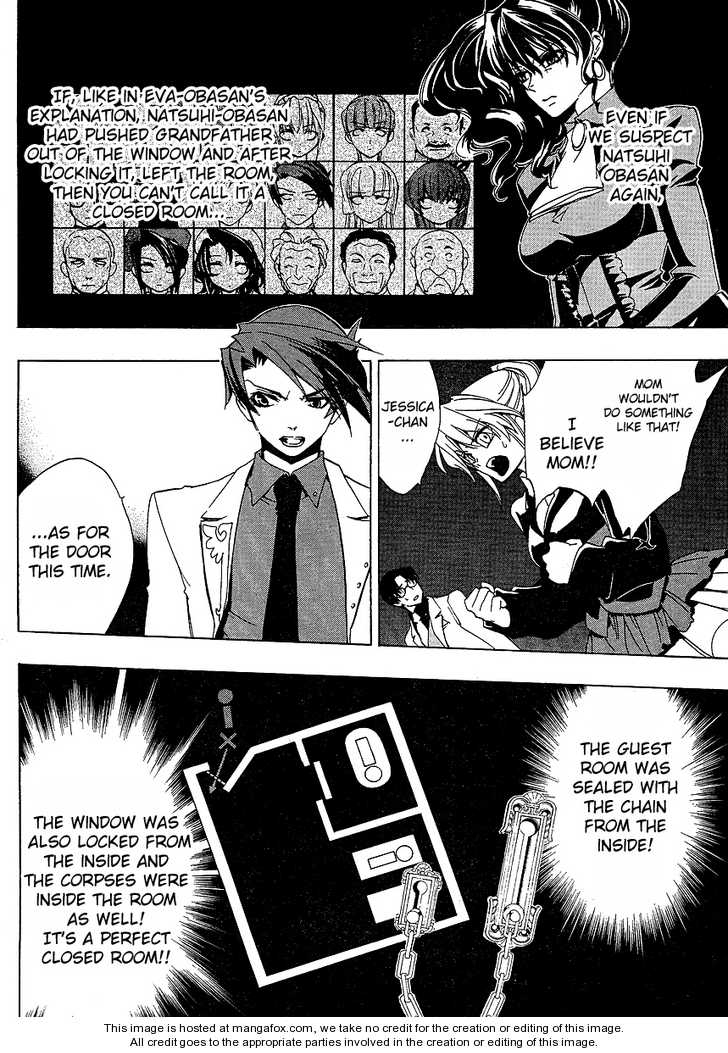 EVEN IF
WE SUSPECT
NATSUHI
OBASAN
AGAIN,
IF, LIKE IN EVA-OBASAN'S
EXPLANATION, NATSUHI-OBASAN
HAD PUSHED GRANDFATHER
OUT OF THE WINDOW AND AFTER
LOCKING IT, LEFT THE ROOM,
THEN YOU CAN'T CALL IT A
CLOSED ROOM...
MOM
WOULDN'T
DO SOMETHING
LIKE THAT!
I
BELIEVE
MOM!!
JESSICA
-CHAN
...
...AS FOR
THE DOOR
THIS TIME.
THE GUEST
ROOM WAS
SEALED WITH
THE CHAIN
FROM THE
INSIDE!
THE WINDOW WAS
ALSO LOCKED FROM
THE INSIDE AND
THE CORPSES WERE
INSIDE THE ROOM
AS WELL!
IT'S A PERFECT
CLOSED ROOM!!
This image is hosted at mangafox.com, we take no credit for the creation or editing of this image.
All credit goes to the appropriate parties involved in the creation or editing of this image.